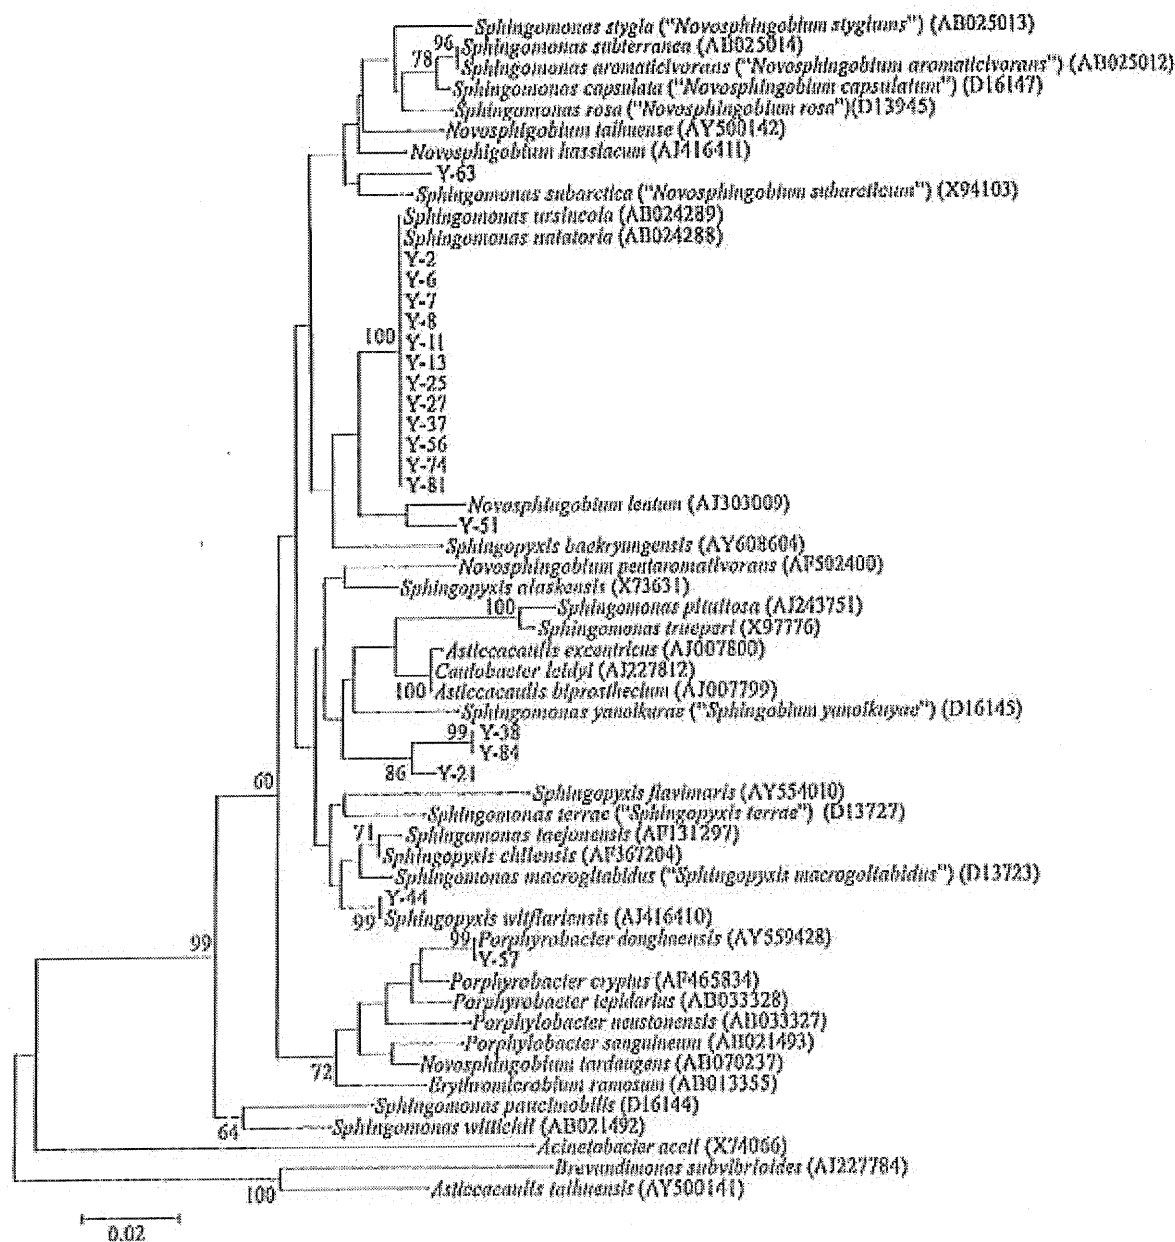 Sphingomonas stygia ("Novosphingobium stygiums") (AB025013)
96 Sphingomonas subterranea (AB025014)
78 Sphingomonas aromaticivorans ("Novosphingobium aromaticivorans") (AB025012)
Sphingomonas capsulata ("Novosphingobium capsulatum") (D16147)
Sphingomonas rosa ("Novosphingobium rosa")(D13945)
Novosphigobium taihuense (AY500142)
Novosphigobium hassiacum (AJ416411)
Y-63
Sphingomonas subarctica ("Novosphingobium subarcticum") (X94103)
Sphingomonas ursincola (AB024289)
Sphingomonas natatoria (AB024288)
Y-2
Y-6
Y-7
Y-8
100 Y-11
Y-13
Y-25
Y-27
Y-37
Y-56
Y-74
Y-81
Novosphingobium lentum (AJ303009)
Y-51
Sphingopyxis baekryungensis (AY608604)
Novosphingobium pentaromativorans (AF502400)
Sphingopyxis alaskensis (X73631)
100 Sphingomonas pituitosa (AJ243751)
Sphingomonas trueperi (X97776)
Asticcacaulis excentricus (AJ007800)
Caulobacter leidyi (AJ227812)
100 Asticcacaulis biprosthecium (AJ007799)
Sphingomonas yanoikurae ("Sphingobium yanoikuyae") (D16145)
99 Y-38
Y-84
86 Y-21
60 Sphingopyxis flavimaris (AY554010)
Sphingomonas terrae ("Sphingopyxis terrae") (D13727)
71 Sphingomonas taejonensis (AF131297)
Sphingopyxis chilensis (AF367204)
Sphingomonas macrogltabidus ("Sphingopyxis macrogoltabidus") (D13723)
Y-44
99 Sphingopyxis witflariensis (AJ416410)
99 99 Porphyrobacter donghaensis (AY559428)
Y-57
Porphyrobacter cryptus (AF465834)
Porphyrobacter tepidarius (AB033328)
Porphylobacter neustonensis (AB033327)
Porphylobacter sanguineum (AB021493)
72 Novosphingobium tardaugens (AB070237)
Erythromicrobium ramosum (AB013355)
Sphingomonas paucimobilis (D16144)
64 Sphingomonas wittichii (AB021492)
Acinetobacter aceti (X74066)
Brevundimonas subvibrioides (AJ227784)
100 Asticcacaulis taihuensis (AY500141)
0.02